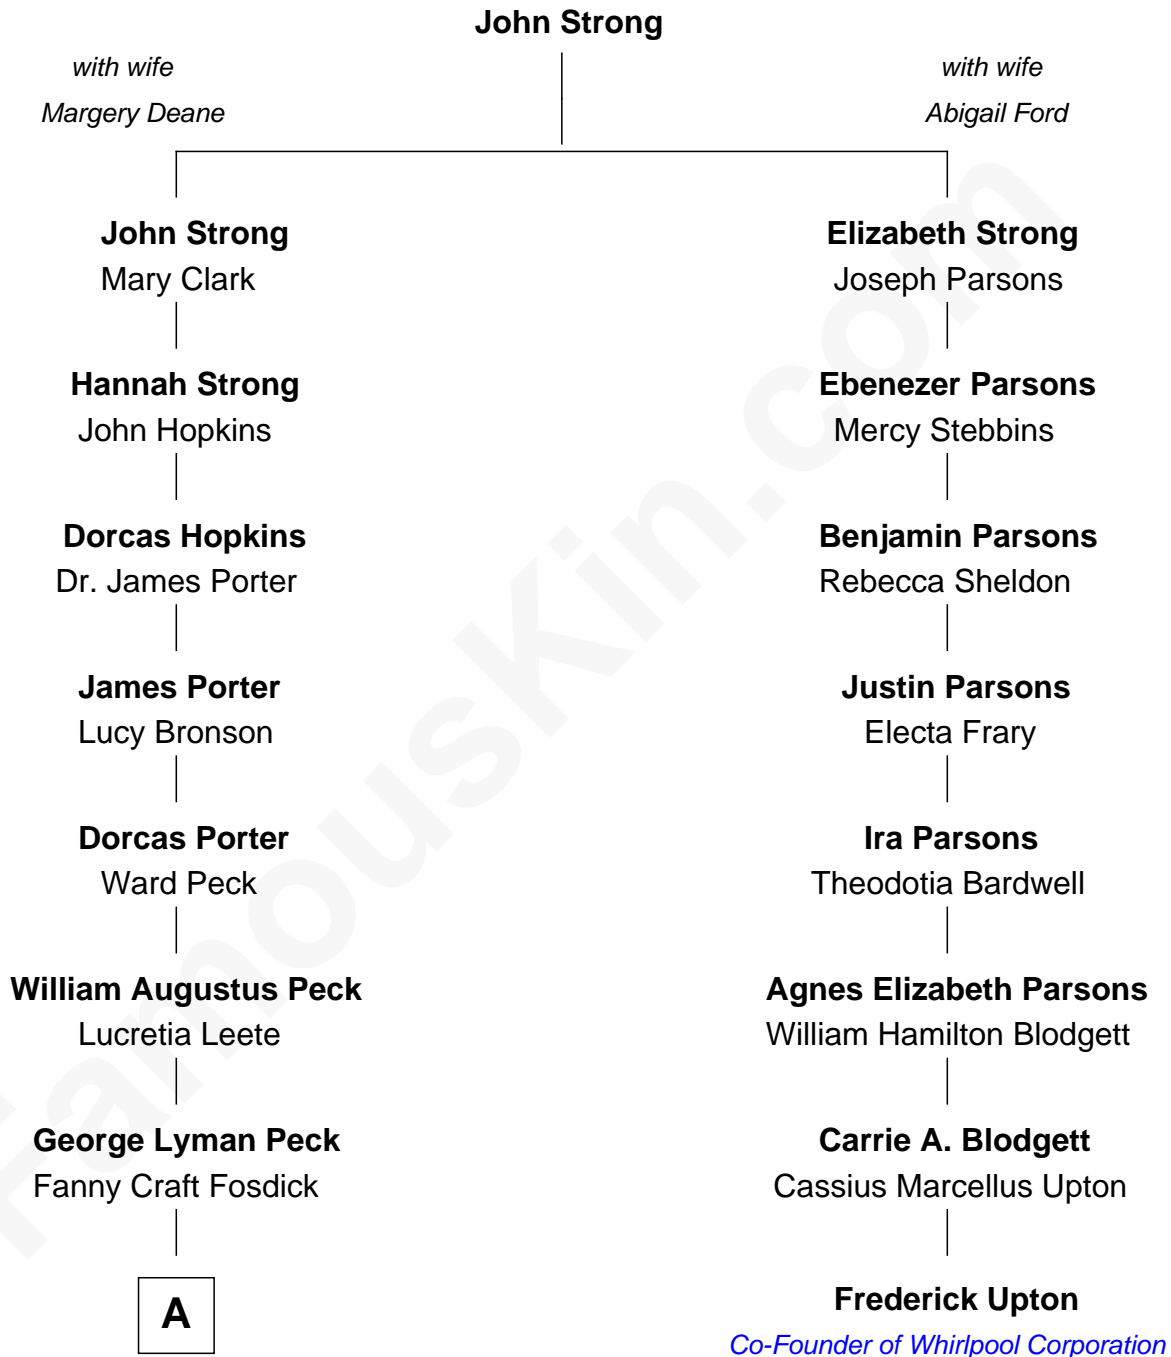 John Strong
with wife
Margery Deane
with wife
Abigail Ford
John Strong
Mary Clark
Elizabeth Strong
Joseph Parsons
Hannah Strong
John Hopkins
Ebenezer Parsons
Mercy Stebbins
Dorcas Hopkins
Dr. James Porter
Benjamin Parsons
Rebecca Sheldon
James Porter
Lucy Bronson
Justin Parsons
Electa Frary
Dorcas Porter
Ward Peck
Ira Parsons
Theodotia Bardwell
William Augustus Peck
Lucretia Leete
Agnes Elizabeth Parsons
William Hamilton Blodgett
George Lyman Peck
Fanny Craft Fosdick
Carrie A. Blodgett
Cassius Marcellus Upton
A
Frederick Upton
Co-Founder of Whirlpool Corporation
FamousKin.com